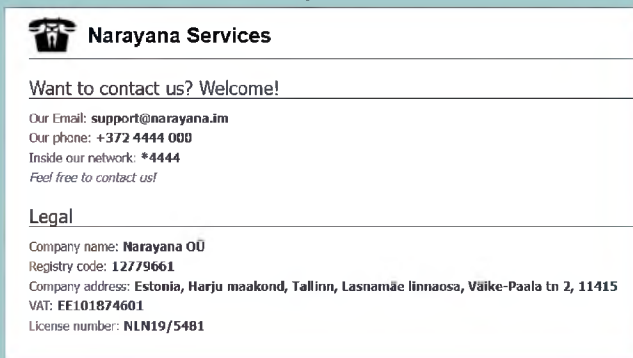 Narayana Services
Want to contact us? Welcome!
Our Email: support@narayana.im
Our phone: +372 4444 000
Inside our network: *4444
Feel free to contact us!
Legal
Company name: Narayana OÜ
Registry code: 12779661
Company address: Estonia, Harju maakond, Tallinn, Lasnamäe linnaosa, Väike-Paala tn 2, 11415
VAT: EE101874601
License number: NLN19/5481